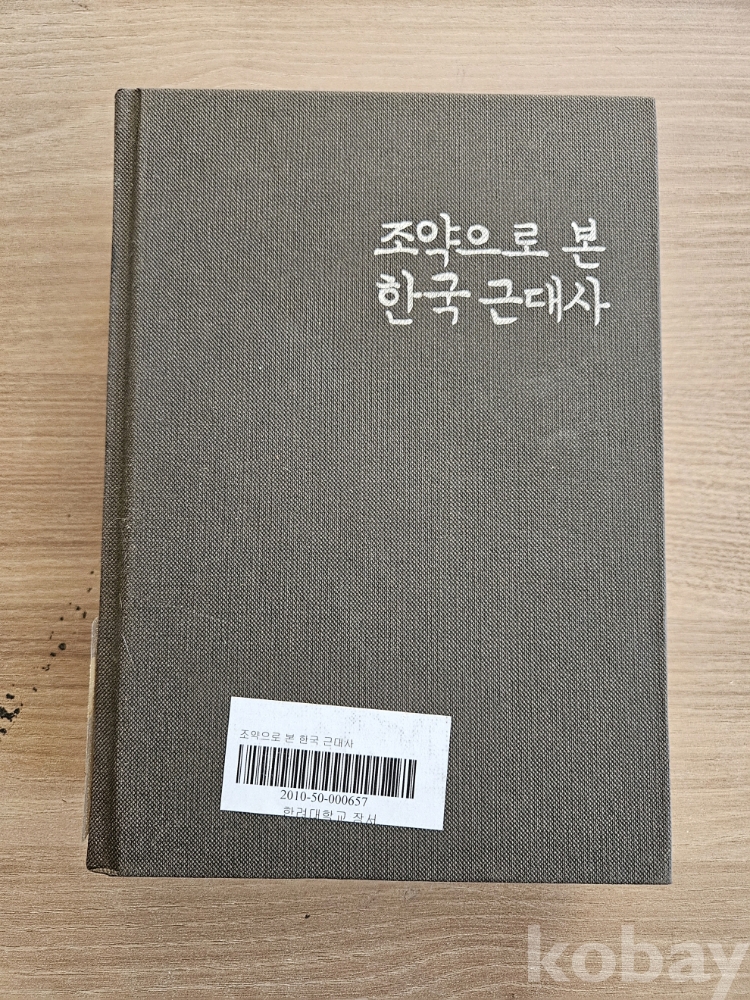 조약으로 본
한국 근대사
조약으로 본 한국 근대사
2010-50-000657
한려대학교 장서
kobay